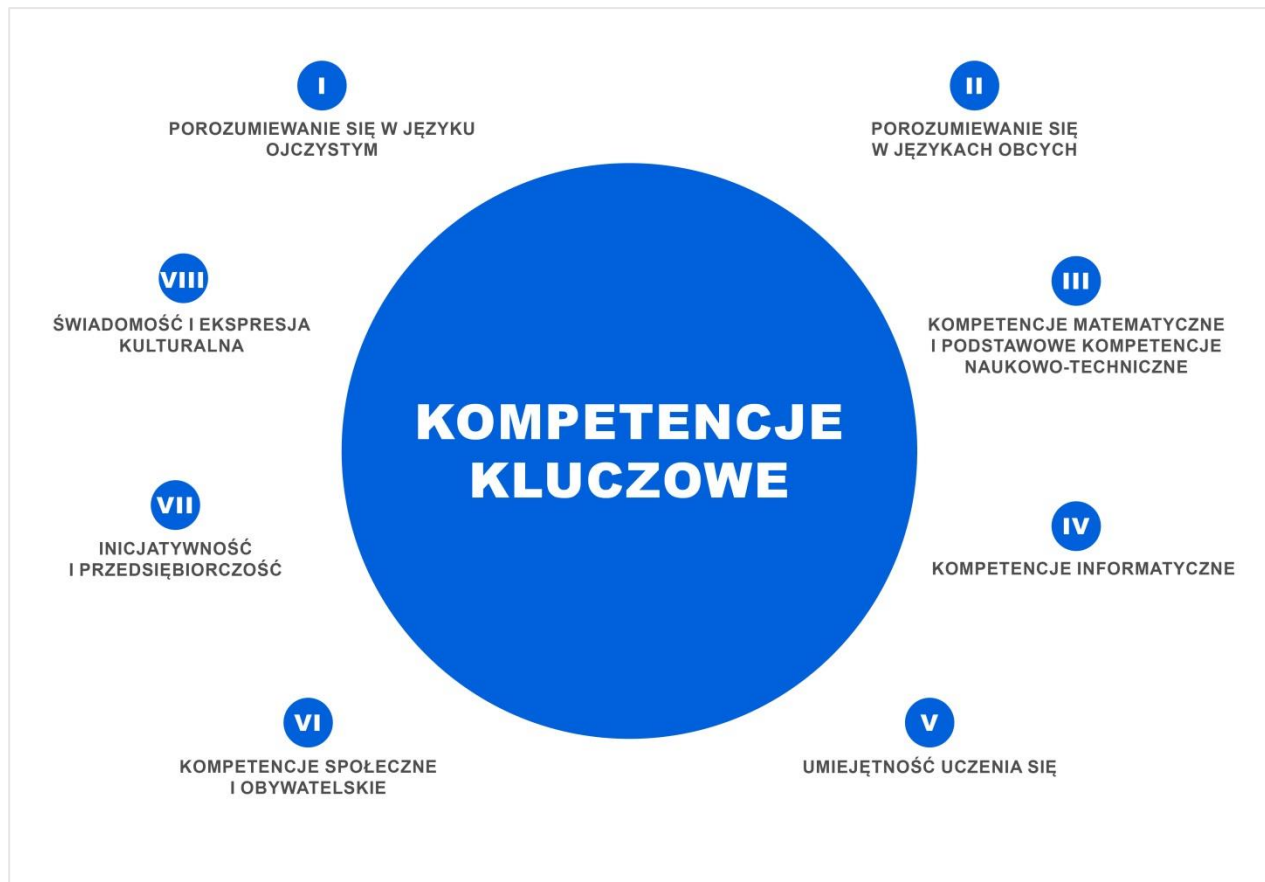 KOMPETENCJE
KLUCZOWE
I
POROZUMIEWANIE SIĘ W JĘZYKU
OJCZYSTYM
II
POROZUMIEWANIE SIĘ
W JĘZYKACH OBCYCH
III
KOMPETENCJE MATEMATYCZNE
I PODSTAWOWE KOMPETENCJE
NAUKOWO-TECHNICZNE
IV
KOMPETENCJE INFORMATYCZNE
V
UMIEJĘTNOŚĆ UCZENIA SIĘ
VI
KOMPETENCJE SPOŁECZNE
I OBYWATELSKIE
VII
INICJATYWNOŚĆ
I PRZEDSIĘBIORCZOŚĆ
VIII
ŚWIADOMOŚĆ I EKSPRESJA
KULTURALNA